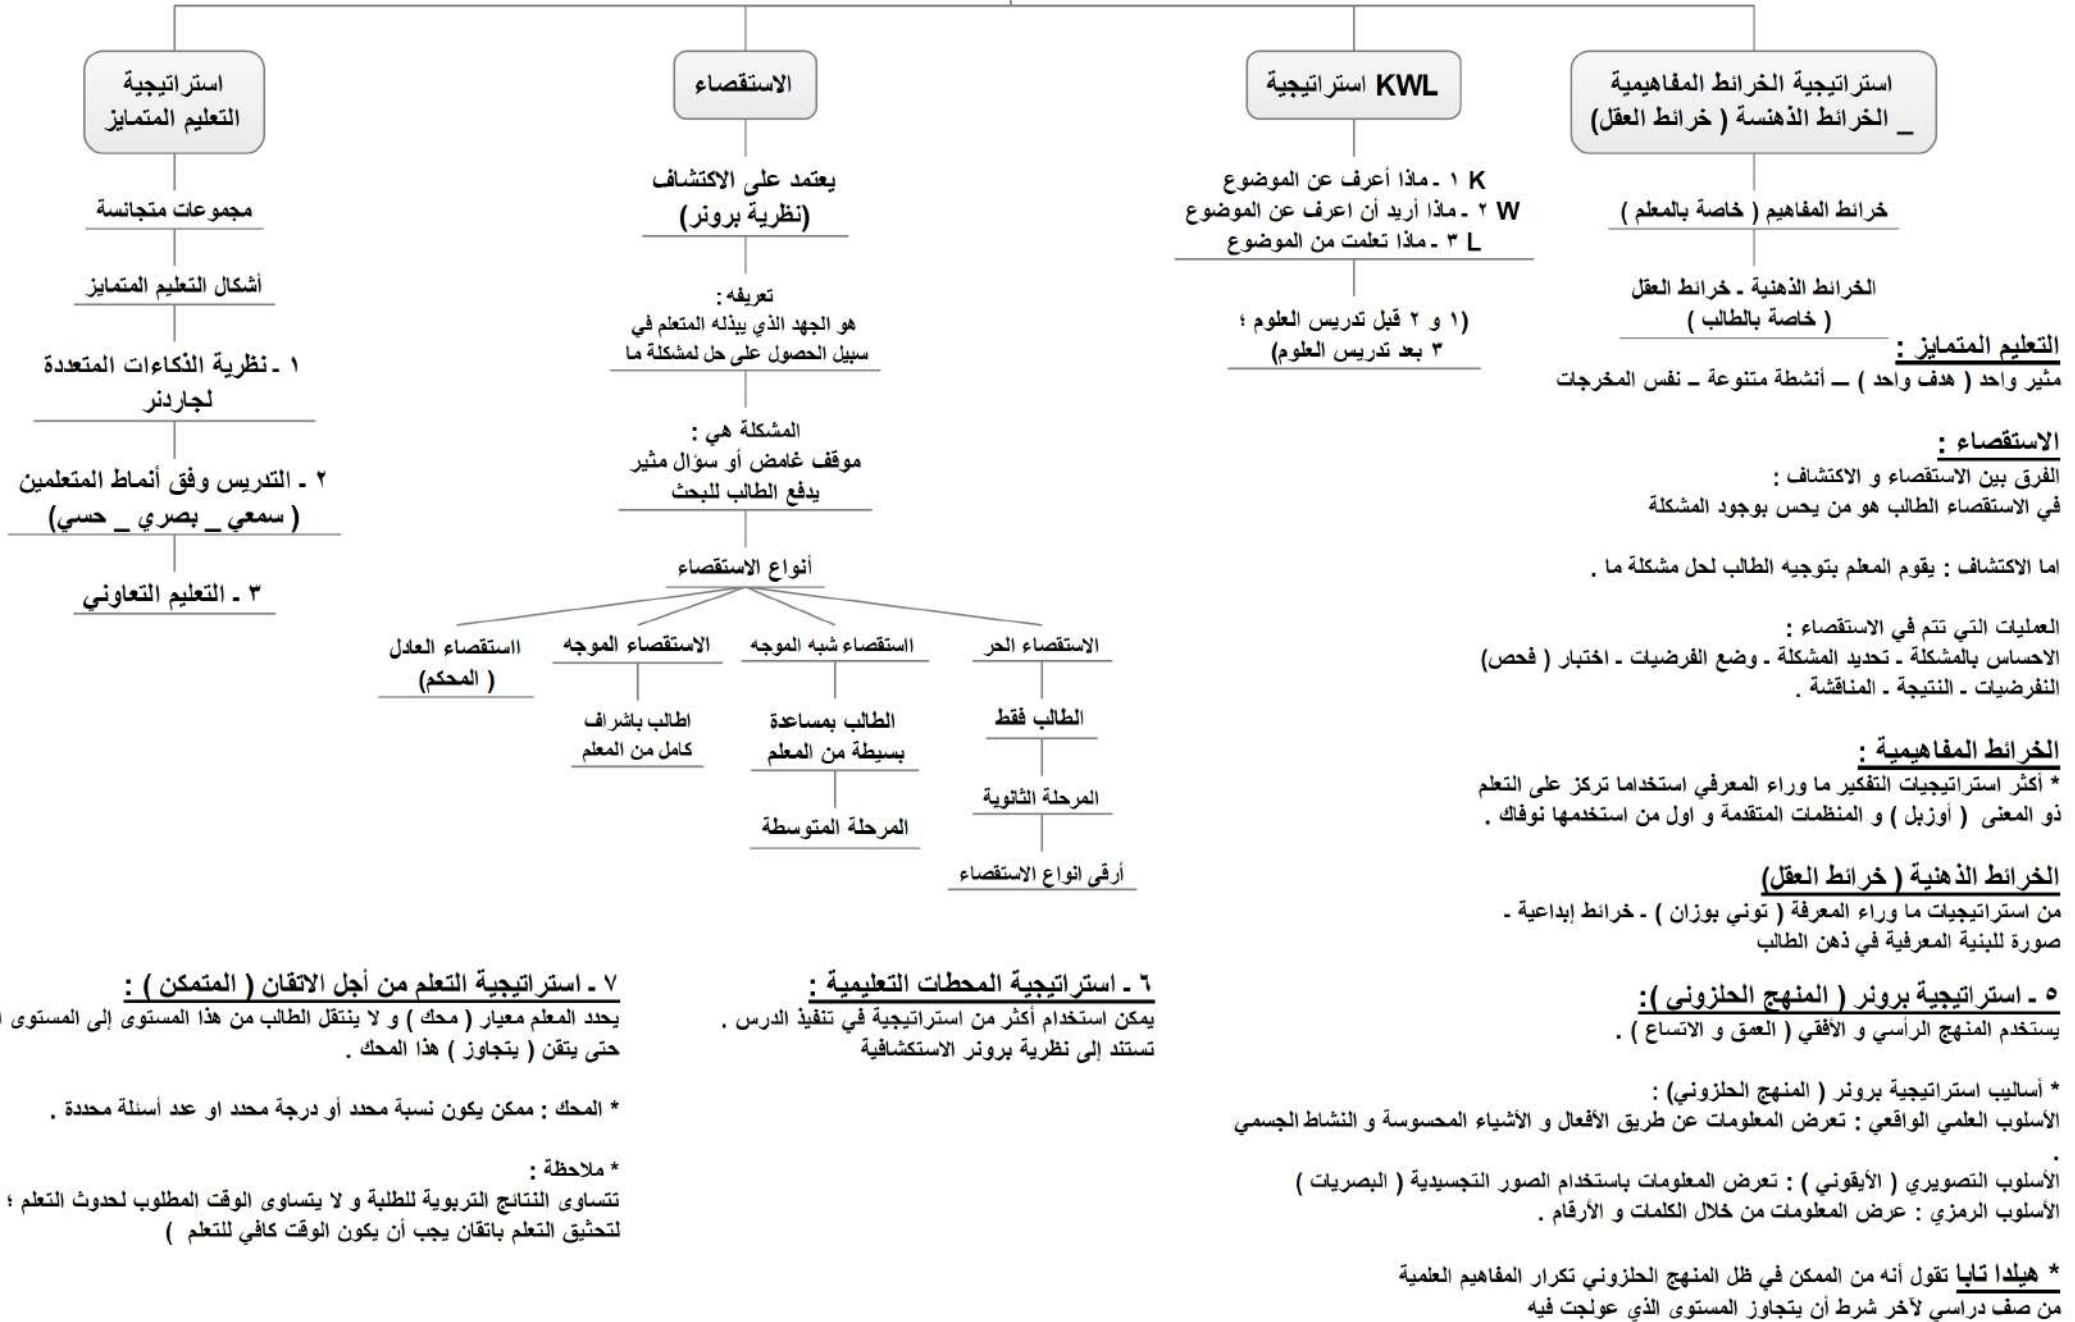 استراتيجية الخرائط المفاهيمية
_ الخرائط الذهنسة ( خرائط العقل)
خرائط المفاهيم ( خاصة بالمعلم )
الخرائط الذهنية - خرائط العقل
( خاصة بالطالب )
KWL استراتيجية
K ١ - ماذا أعرف عن الموضوع
W ٢ - ماذا أريد أن اعرف عن الموضوع
L ٣ - ماذا تعلمت من الموضوع
(١ و ٢ قبل تدريس العلوم ؛
٣ بعد تدريس العلوم)
الاستقصاء
يعتمد على الاكتشاف
(نظرية برونر)
تعريفه :
هو الجهد الذي يبذله المتعلم في
سبيل الحصول على حل لمشكلة ما
المشكلة هي :
موقف غامض أو سؤال مثير
يدفع الطالب للبحث
أنواع الاستقصاء
الاستقصاء الحر
الطالب فقط
المرحلة الثانوية
أرقى انواع الاستقصاء
ااستقصاء شبه الموجه
الطالب بمساعدة
بسيطة من المعلم
المرحلة المتوسطة
الاستقصاء الموجه
اطالب باشراف
كامل من المعلم
ااستقصاء العادل
( المحكم)
استراتيجية
التعليم المتمايز
مجموعات متجانسة
أشكال التعليم المتمايز
١ - نظرية الذكاءات المتعددة
لجاردنر
٢ - التدريس وفق أنماط المتعلمين
( سمعي _ بصري _ حسي)
٣ - التعليم التعاوني
التعليم المتمايز :
مثير واحد ( هدف واحد ) – أنشطة متنوعة – نفس المخرجات
الاستقصاء :
الفرق بين الاستقصاء و الاكتشاف :
في الاستقصاء الطالب هو من يحس بوجود المشكلة
اما الاكتشاف : يقوم المعلم بتوجيه الطالب لحل مشكلة ما .
العمليات التي تتم في الاستقصاء :
الاحساس بالمشكلة - تحديد المشكلة - وضع الفرضيات - اختبار ( فحص)
النفرضيات - النتيجة - المناقشة .
الخرائط المفاهيمية :
* أكثر استراتيجيات التفكير ما وراء المعرفي استخداما تركز على التعلم
ذو المعنى ( أوزبل ) و المنظمات المتقدمة و اول من استخدمها نوفاك .
الخرائط الذهنية ( خرائط العقل)
من استراتيجيات ما وراء المعرفة ( توني بوزان ) - خرائط إبداعية -
صورة للبنية المعرفية في ذهن الطالب
٥ - استراتيجية برونر ( المنهج الحلزوني ):
يستخدم المنهج الرأسي و الأفقي ( العمق و الاتساع ) .
* أساليب استراتيجية برونر ( المنهج الحلزوني) :
الأسلوب العلمي الواقعي : تعرض المعلومات عن طريق الأفعال و الأشياء المحسوسة و النشاط الجسمي
.
الأسلوب التصويري ( الأيقوني ) : تعرض المعلومات باستخدام الصور التجسيدية ( البصريات )
الأسلوب الرمزي : عرض المعلومات من خلال الكلمات و الأرقام .
* هيلدا تابا تقول أنه من الممكن في ظل المنهج الحلزوني تكرار المفاهيم العلمية
من صف دراسي لآخر شرط أن يتجاوز المستوى الذي عولجت فيه
٦ - استراتيجية المحطات التعليمية :
يمكن استخدام أكثر من استراتيجية في تنفيذ الدرس .
تستند إلى نظرية برونر الاستكشافية
٧ - استراتيجية التعلم من أجل الاتقان ( المتمكن ) :
يحدد المعلم معيار ( محك ) و لا ينتقل الطالب من هذا المستوى إلى المستوى
حتى يتقن ( يتجاوز ) هذا المحك .
* المحك : ممكن يكون نسبة محدد أو درجة محدد او عدد أسئلة محددة .
* ملاحظة :
تتساوى النتائج التربوية للطلبة و لا يتساوى الوقت المطلوب لحدوث التعلم ؛
لتحثيق التعلم باتقان يجب أن يكون الوقت كافي للتعلم )